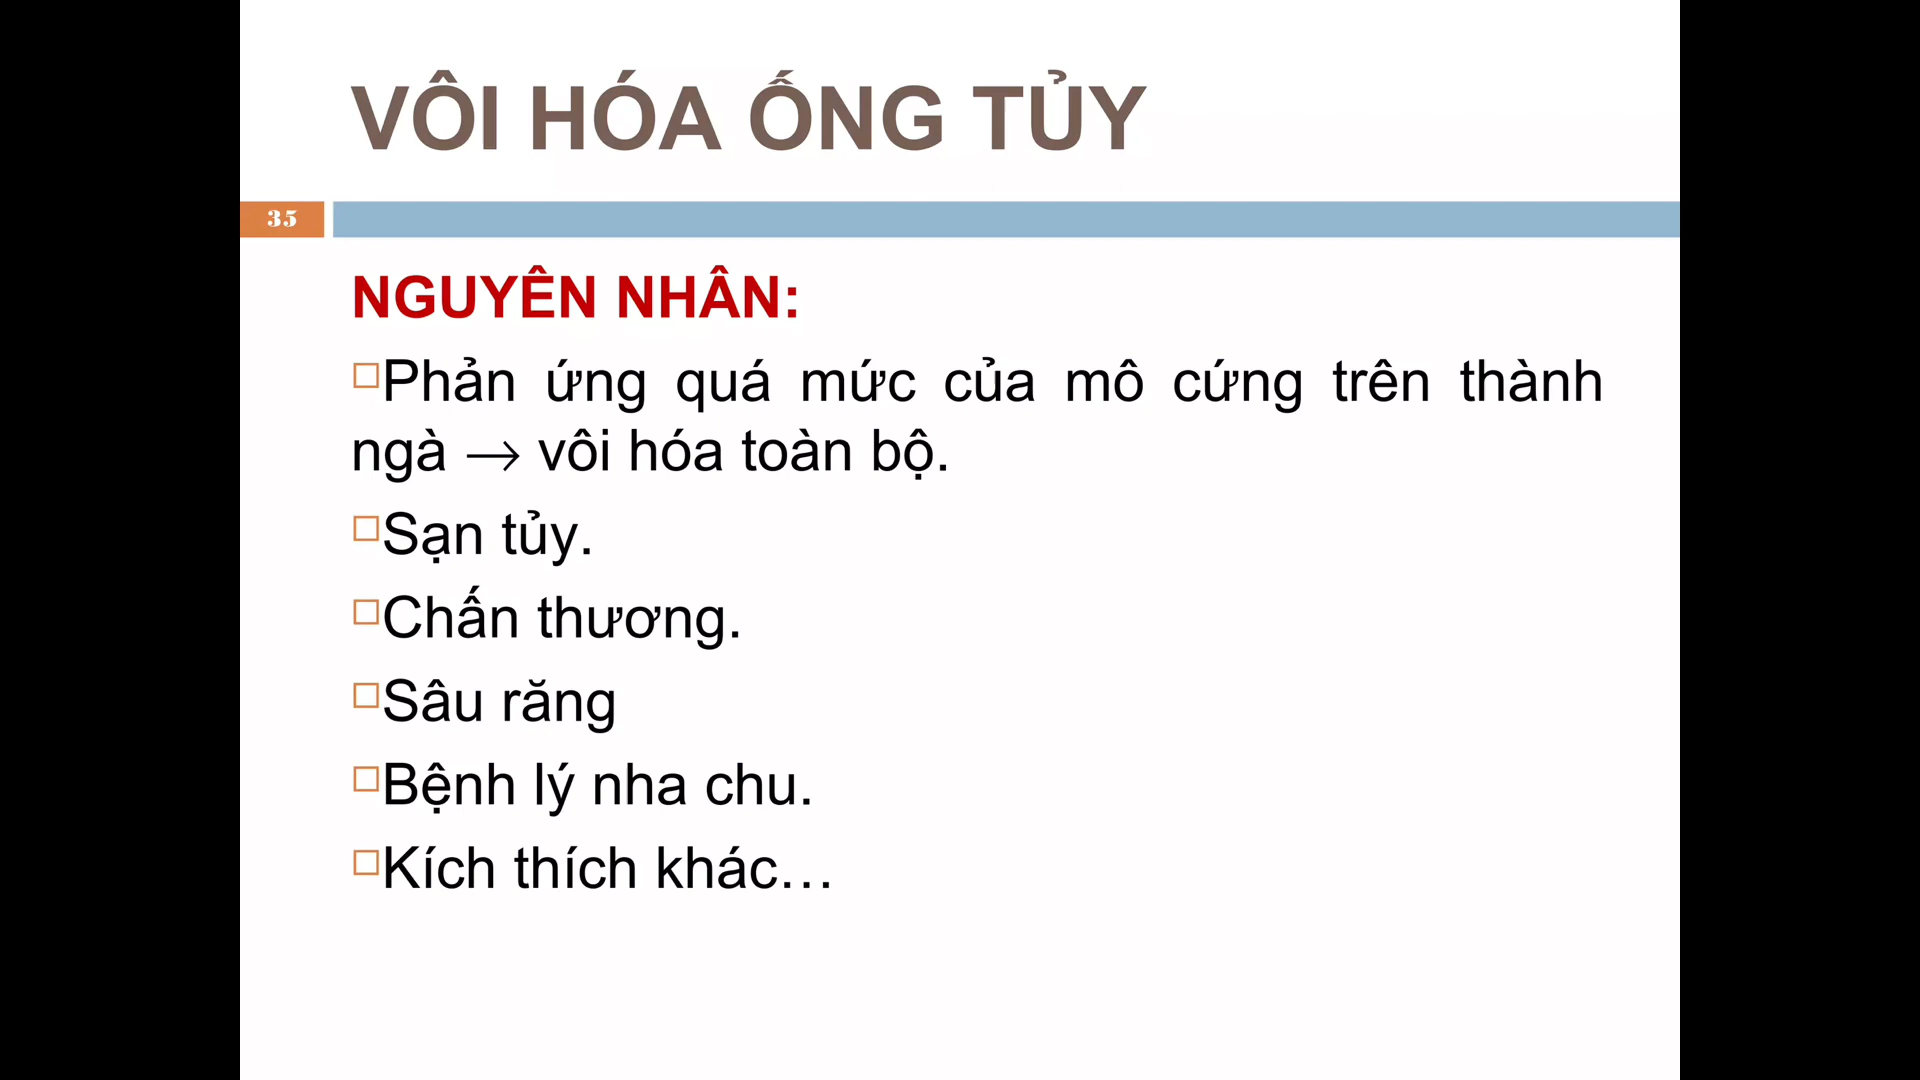 VÔI HÓA ỐNG TỦY
35
NGUYÊN NHÂN:
Phản ứng quá mức của mô cứng trên thành
ngà → vôi hóa toàn bộ.
Sạn tủy.
Chấn thương.
Sâu răng
Bệnh lý nha chu.
Kích thích khác…